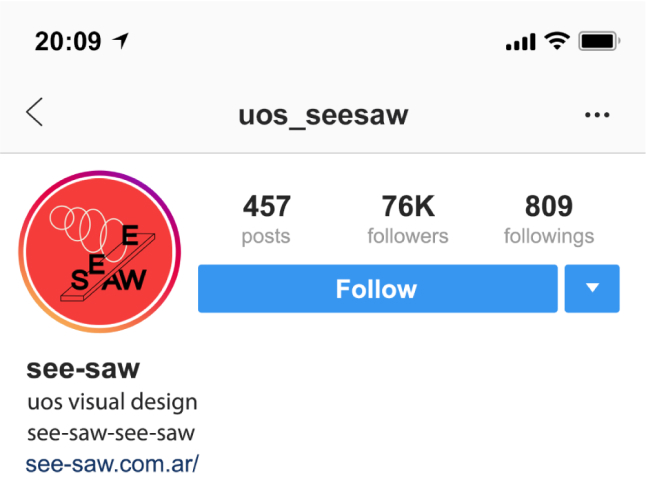 20:09
uos_seesaw
457 76K 809
posts followers followings
SEESAW
Follow
see-saw
uos visual design
see-saw-see-saw
see-saw.com.ar/